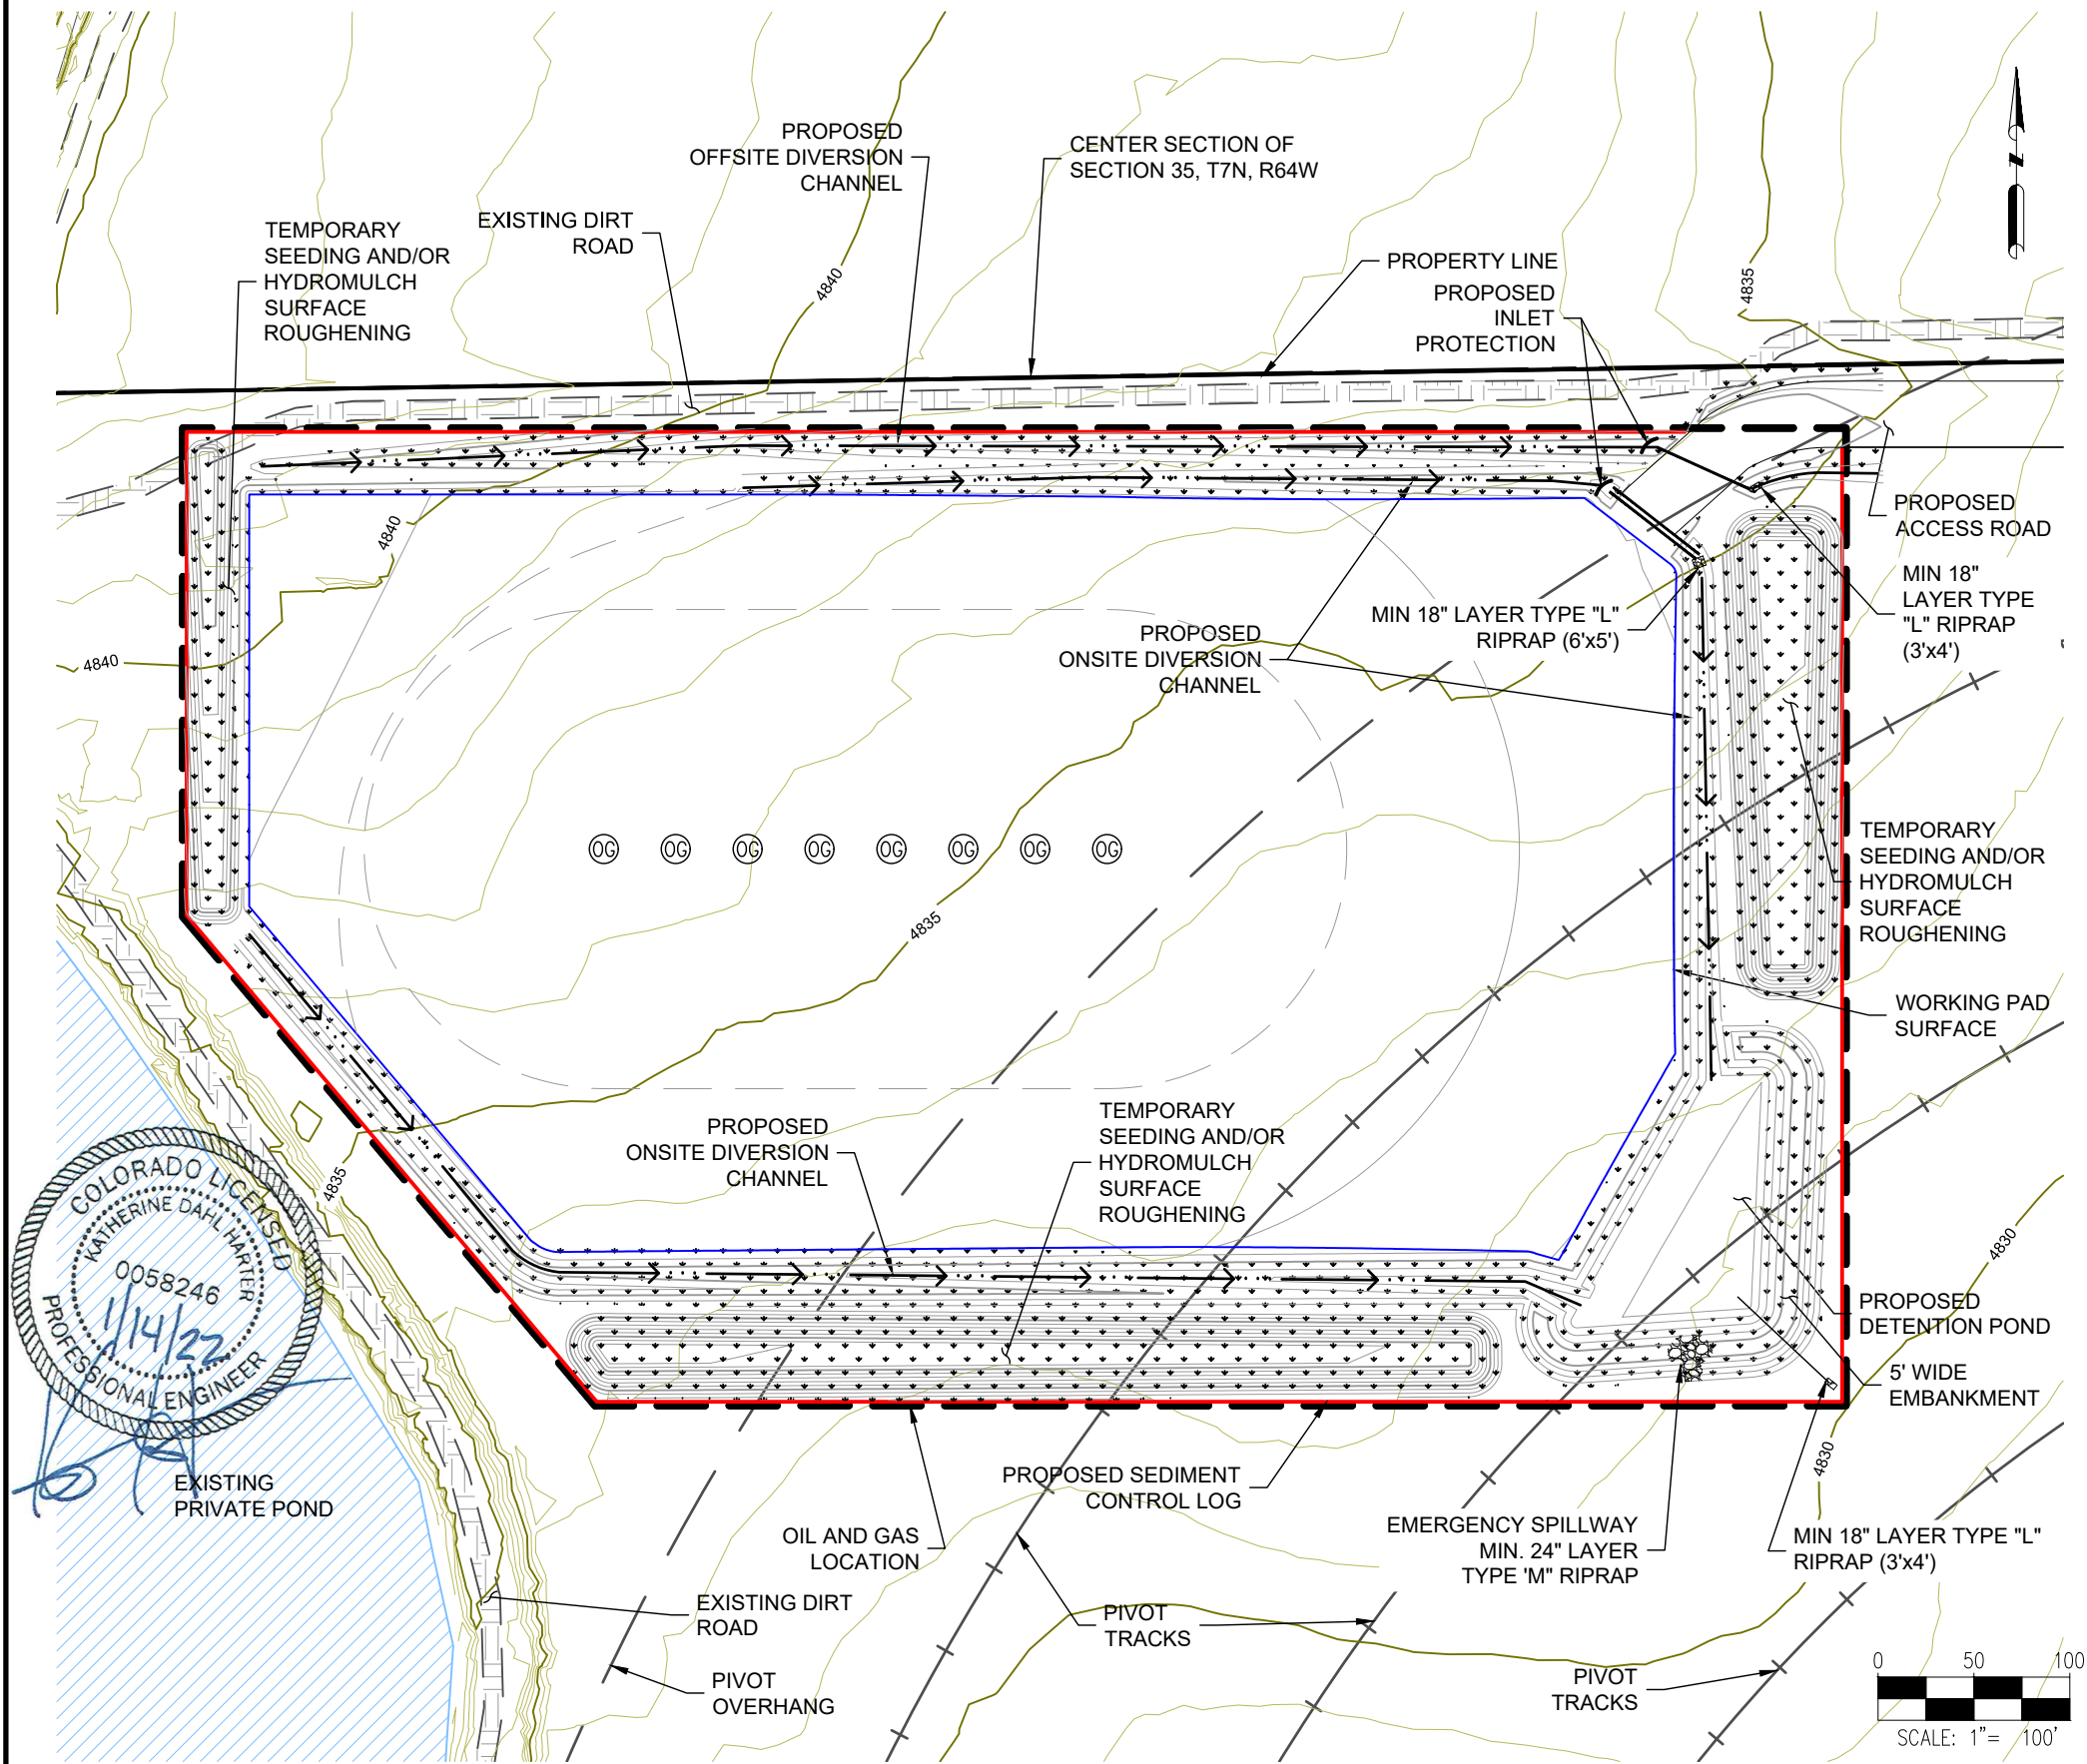 PROPOSED
OFFSITE DIVERSION
CHANNEL
CENTER SECTION OF
SECTION 35, T7N, R64W
TEMPORARY
SEEDING AND/OR
HYDROMULCH
SURFACE
ROUGHENING
EXISTING DIRT
ROAD
4840
PROPERTY LINE
PROPOSED
INLET
PROTECTION
4835
N
PROPOSED
ACCESS ROAD
4840
MIN 18"
LAYER TYPE
"L" RIPRAP
(3'x4')
MIN 18" LAYER TYPE "L"
RIPRAP (6'x5')
PROPOSED
ONSITE DIVERSION
CHANNEL
4840
OG OG OG OG OG OG OG OG
TEMPORARY
SEEDING AND/OR
HYDROMULCH
SURFACE
ROUGHENING
4835
WORKING PAD
SURFACE
PROPOSED
ONSITE DIVERSION
CHANNEL
TEMPORARY
SEEDING AND/OR
HYDROMULCH
SURFACE
ROUGHENING
4835
COLORADO LICENSED
KATHERINE DAHL HARTER
0058246
1/14/22
PROFESSIONAL ENGINEER
4830
PROPOSED
DETENTION POND
5' WIDE
EMBANKMENT
4830
EXISTING
PRIVATE POND
PROPOSED SEDIMENT
CONTROL LOG
OIL AND GAS
LOCATION
EMERGENCY SPILLWAY
MIN. 24" LAYER
TYPE 'M" RIPRAP
MIN 18" LAYER TYPE "L"
RIPRAP (3'x4')
EXISTING DIRT
ROAD
PIVOT
TRACKS
PIVOT
OVERHANG
PIVOT
TRACKS
0 50 100
SCALE: 1"= 100'